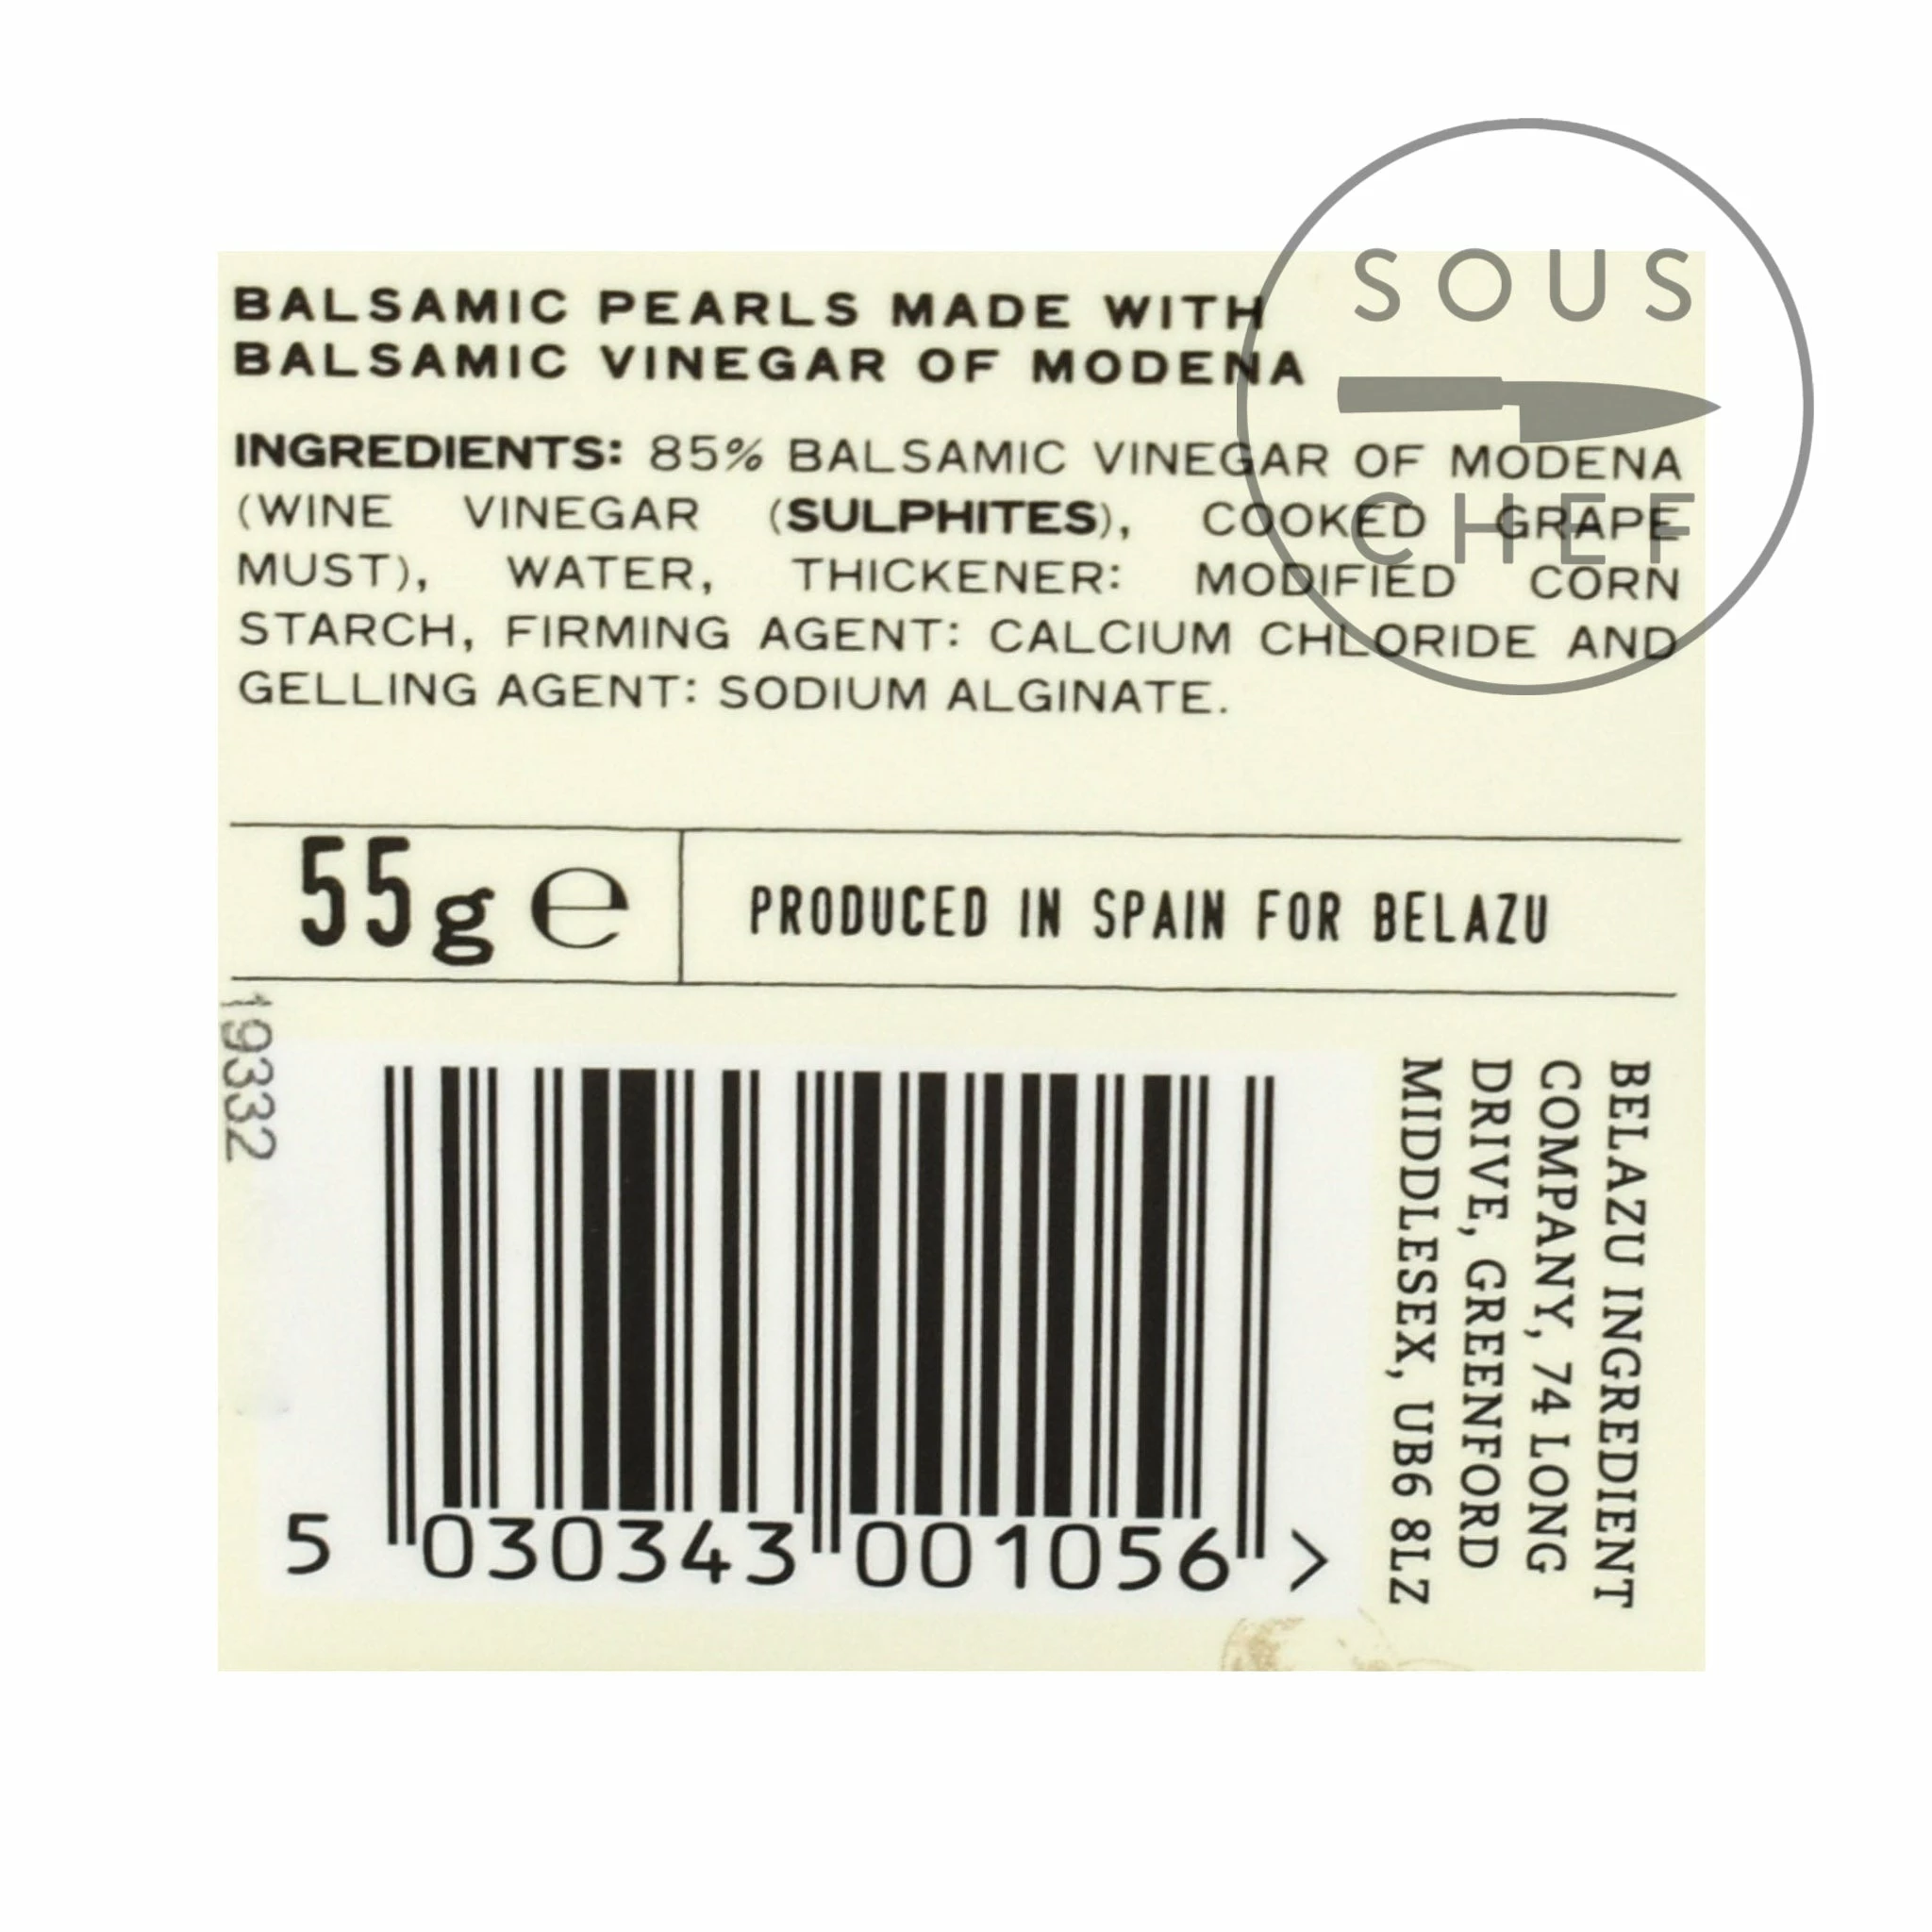 SOUS
CHEF
BALSAMIC PEARLS MADE WITH
BALSAMIC VINEGAR OF MODENA
INGREDIENTS: 85% BALSAMIC VINEGAR OF MODENA
(WINE VINEGAR (SULPHITES), COOKED GRAPE
MUST), WATER, THICKENER: MODIFIED CORN
STARCH, FIRMING AGENT: CALCIUM CHLORIDE AND
GELLING AGENT: SODIUM ALGINATE.
55g e
PRODUCED IN SPAIN FOR BELAZU
19332
5 030343 001056 >
BELAZU INGREDIENT
COMPANY, 74 LONG
DRIVE, GREENFORD
MIDDLESEX, UB6 8LZ